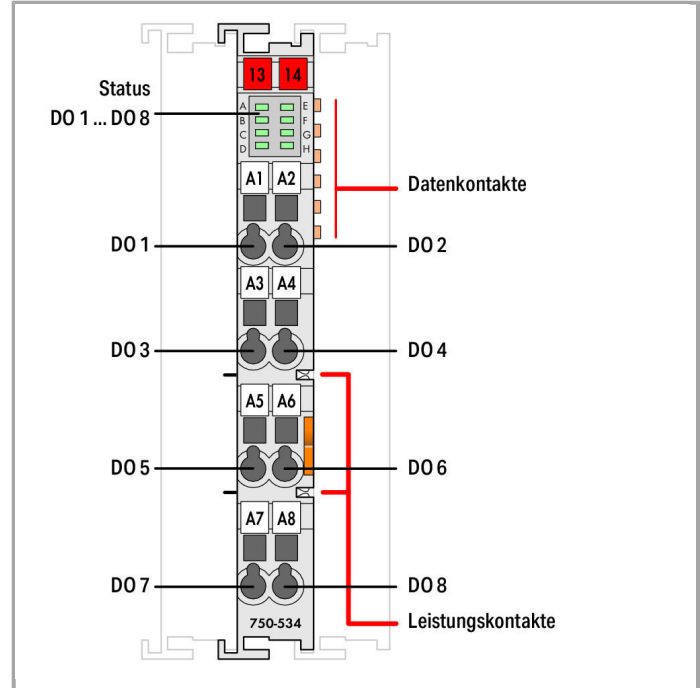 13 14
Status
DO 1 ... DO 8
A E
B F
C G
D H
A1 A2
Datenkontakte
DO 1 DO 2
A3 A4
DO 3 DO 4
A5 A6
DO 5 DO 6
A7 A8
DO 7 DO 8
750-534
Leistungskontakte